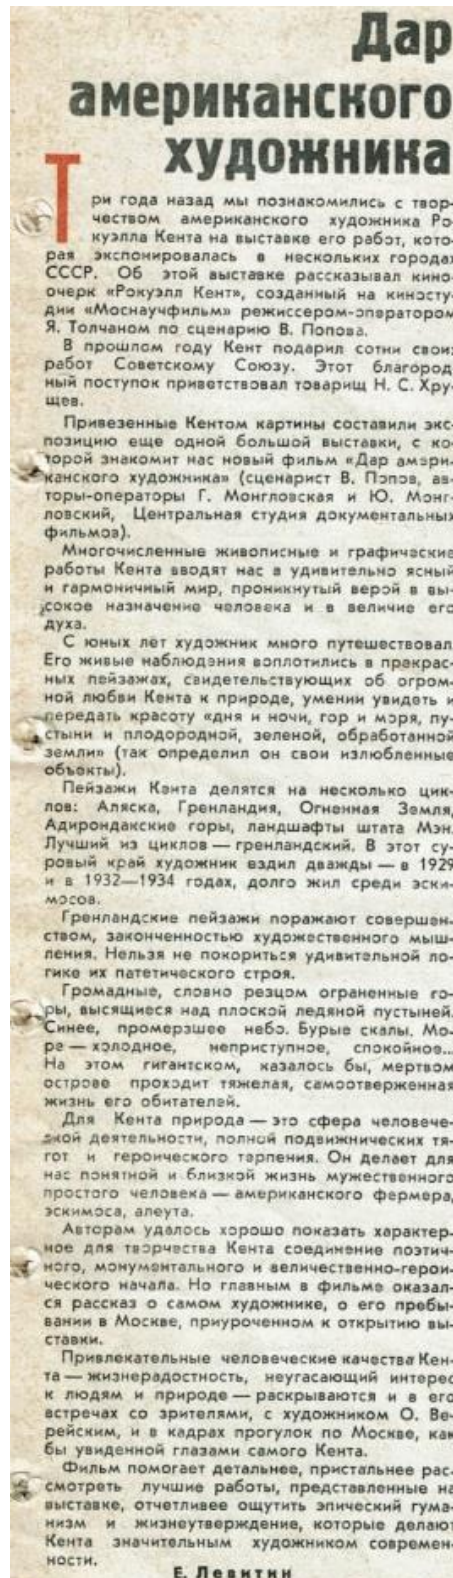 Дар
американского
художника
Три года назад мы познакомились с твор-
чеством американского художника Ро-
куэлла Кента на выставке его работ, кото-
рая экспонировалась в нескольких городах
СССР. Об этой выставке рассказывал кино-
очерк «Рокуэлл Кент», созданный на киносту-
дии «Моснаучфильм» режиссером-оператором
Я. Толчаном по сценарию В. Попова.
В прошлом году Кент подарил сотни своих
работ Советскому Союзу. Этот благород-
ный поступок приветствовал товарищ Н. С. Хру-
щев.
Привезенные Кентом картины составили экс-
позицию еще одной большой выставки, с ко-
торой знакомит нас новый фильм «Дар амери-
канского художника» (сценарист В. Попов, ав-
торы-операторы Г. Монгловская и Ю. Монг-
ловский, Центральная студия документальных
фильмов).
Многочисленные живописные и графические
работы Кента вводят нас в удивительно ясный
и гармоничный мир, проникнутый верой в вы-
сокое назначение человека и в величие его
духа.
С юных лет художник много путешествовал.
Его живые наблюдения воплотились в прекрас-
ных пейзажах, свидетельствующих об огром-
ной любви Кента к природе, умении увидеть и
передать красоту «дня и ночи, гор и моря, пу-
стыни и плодородной, зеленой, обработанной
земли» (так определил он свои излюбленные
объекты).
Пейзажи Кента делятся на несколько цик-
лов: Аляска, Гренландия, Огненная Земля,
Адирондакские горы, ландшафты штата Мэн.
Лучший из циклов — гренландский. В этот су-
ровый край художник ездил дважды — в 1929
и в 1932—1934 годах, долго жил среди эски-
мосов.
Гренландские пейзажи поражают совершен-
ством, законченностью художественного мыш-
ления. Нельзя не покориться удивительной ло-
гике их патетического строя.
Громадные, словно резцом ограненные го-
ры, высящиеся над плоской ледяной пустыней.
Синее, промерзшее небо. Бурые скалы. Мо-
ре — холодное, неприступное, спокойное...
На этом гигантском, казалось бы, мертвом
острове проходит тяжелая, самоотверженная
жизнь его обитателей.
Для Кента природа — это сфера человече-
ской деятельности, полной подвижнических тя-
гот и героического терпения. Он делает для
нас понятной и близкой жизнь мужественного
простого человека — американского фермера,
эскимоса, алеута.
Авторам удалось хорошо показать характер-
ное для творчества Кента соединение поэтич-
ного, монументального и величественно-герои-
ческого начала. Но главным в фильме оказал-
ся рассказ о самом художнике, о его пребы-
вании в Москве, приуроченном к открытию вы-
ставки.
Привлекательные человеческие качества Кен-
та — жизнерадостность, неугасающий интерес
к людям и природе — раскрываются и в его
встречах со зрителями, с художником О. Ве-
рейским, и в кадрах прогулок по Москве, как
бы увиденной глазами самого Кента.
Фильм помогает детальнее, пристальнее рас-
смотреть лучшие работы, представленные на
выставке, отчетливее ощутить эпический гума-
низм и жизнеутверждение, которые делают
Кента значительным художником современ-
ности.
Е. Левитин